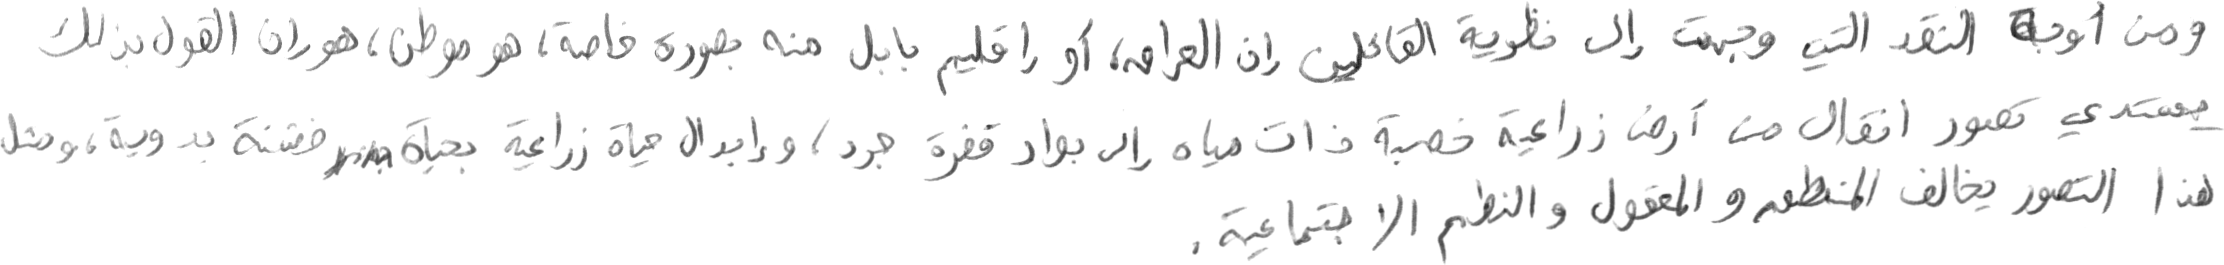 ومن أوجه النقد التي وجهت إلى نظرية القائلين إن العراق، أو إقليم بابل منه بصورة خاصة، هو موطن، هو إن القول بذلك
يستدعي تصور انتقال من أرض زراعية خصبة ذات مياه إلى بواد قفرة جرد، وإبدال حياة زراعية بحياة خشنة بدوية، ومثل
هذا التصور يخالف المنطق والمعقول والنظم الاجتماعية.